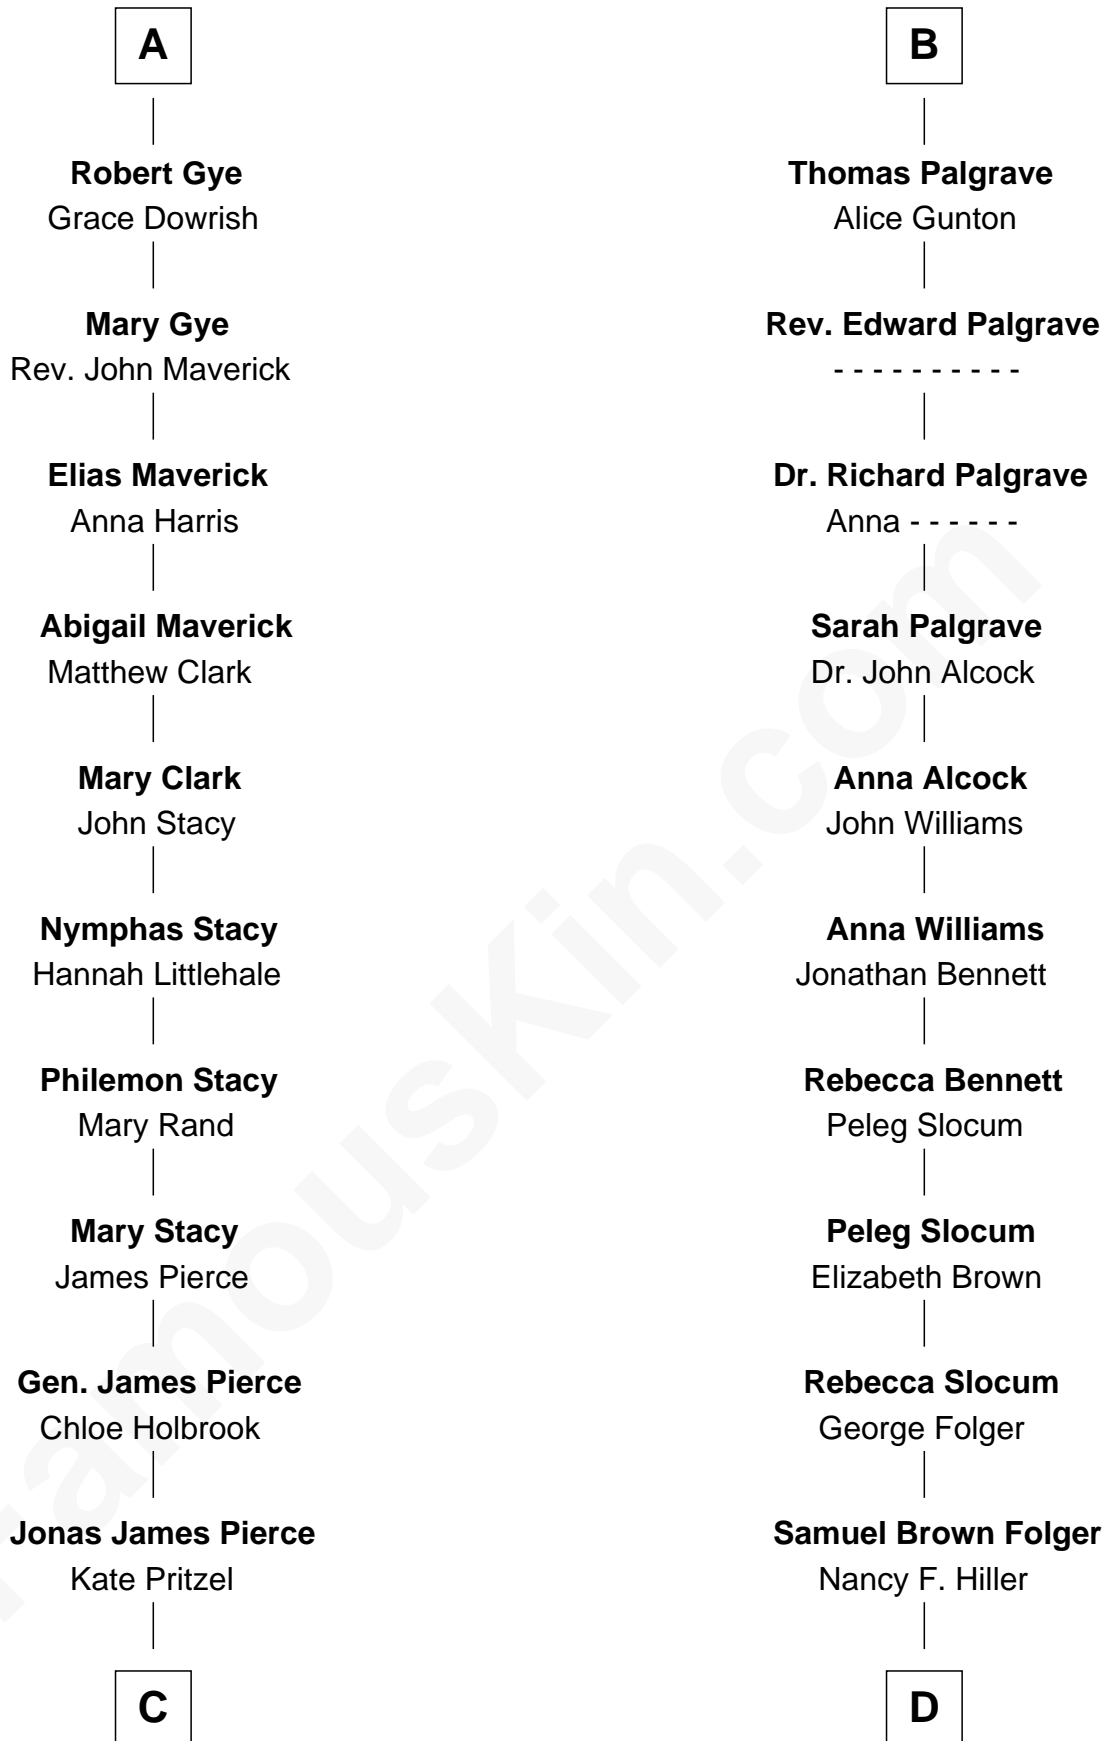 A
Robert Gye
Grace Dowrish
Mary Gye
Rev. John Maverick
Elias Maverick
Anna Harris
Abigail Maverick
Matthew Clark
Mary Clark
John Stacy
Nymphas Stacy
Hannah Littlehale
Philemon Stacy
Mary Rand
Mary Stacy
James Pierce
Gen. James Pierce
Chloe Holbrook
Jonas James Pierce
Kate Pritzel
C
B
Thomas Palgrave
Alice Gunton
Rev. Edward Palgrave
- - - - - - - - - -
Dr. Richard Palgrave
Anna - - - - - -
Sarah Palgrave
Dr. John Alcock
Anna Alcock
John Williams
Anna Williams
Jonathan Bennett
Rebecca Bennett
Peleg Slocum
Peleg Slocum
Elizabeth Brown
Rebecca Slocum
George Folger
Samuel Brown Folger
Nancy F. Hiller
D
FamousKin.com